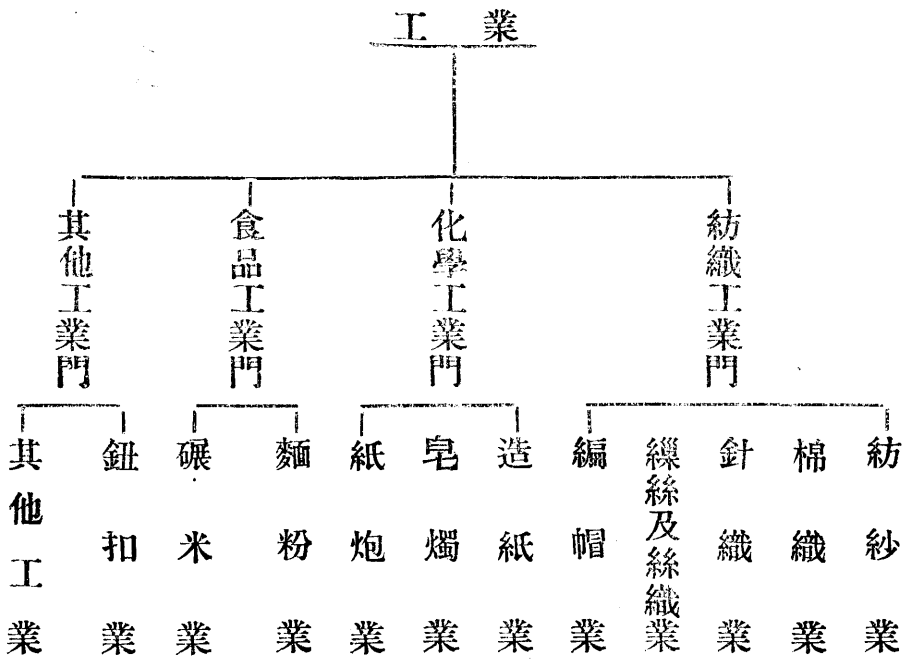 工業
紡織工業門
化學工業門
食品工業門
其他工業門
紡紗業
棉織業
針織業
繅絲及絲織業
編帽業
造紙業
皂燭業
紙炮業
麵粉業
碾米業
鈕扣業
其他工業